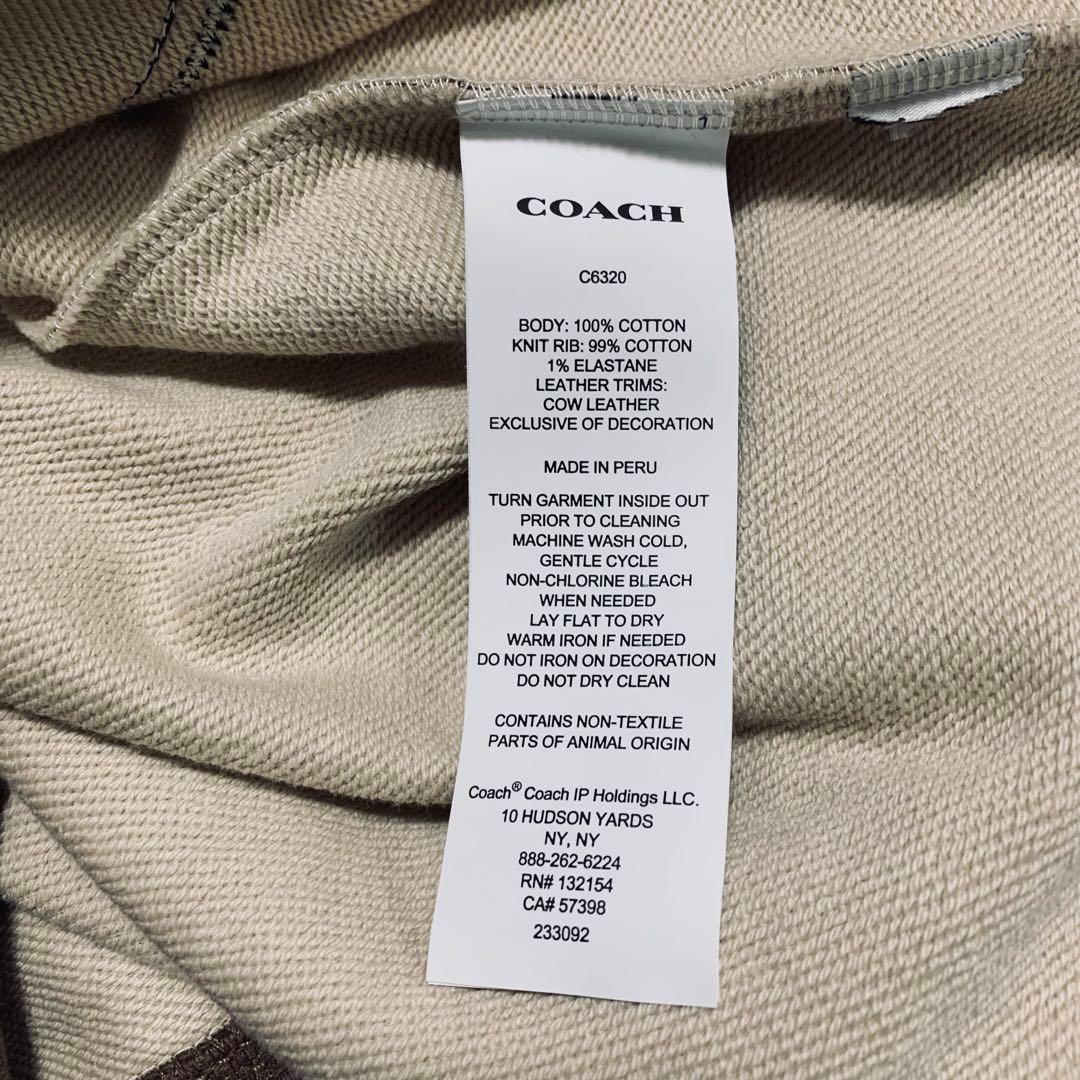 COACH
C6320
BODY: 100% COTTON
KNIT RIB: 99% COTTON
1% ELASTANE
LEATHER TRIMS:
COW LEATHER
EXCLUSIVE OF DECORATION
MADE IN PERU
TURN GARMENT INSIDE OUT
PRIOR TO CLEANING
MACHINE WASH COLD,
GENTLE CYCLE
NON-CHLORINE BLEACH
WHEN NEEDED
LAY FLAT TO DRY
WARM IRON IF NEEDED
DO NOT IRON ON DECORATION
DO NOT DRY CLEAN
CONTAINS NON-TEXTILE
PARTS OF ANIMAL ORIGIN
Coach® Coach IP Holdings LLC.
10 HUDSON YARDS
NY, NY
888-262-6224
RN# 132154
CA# 57398
233092